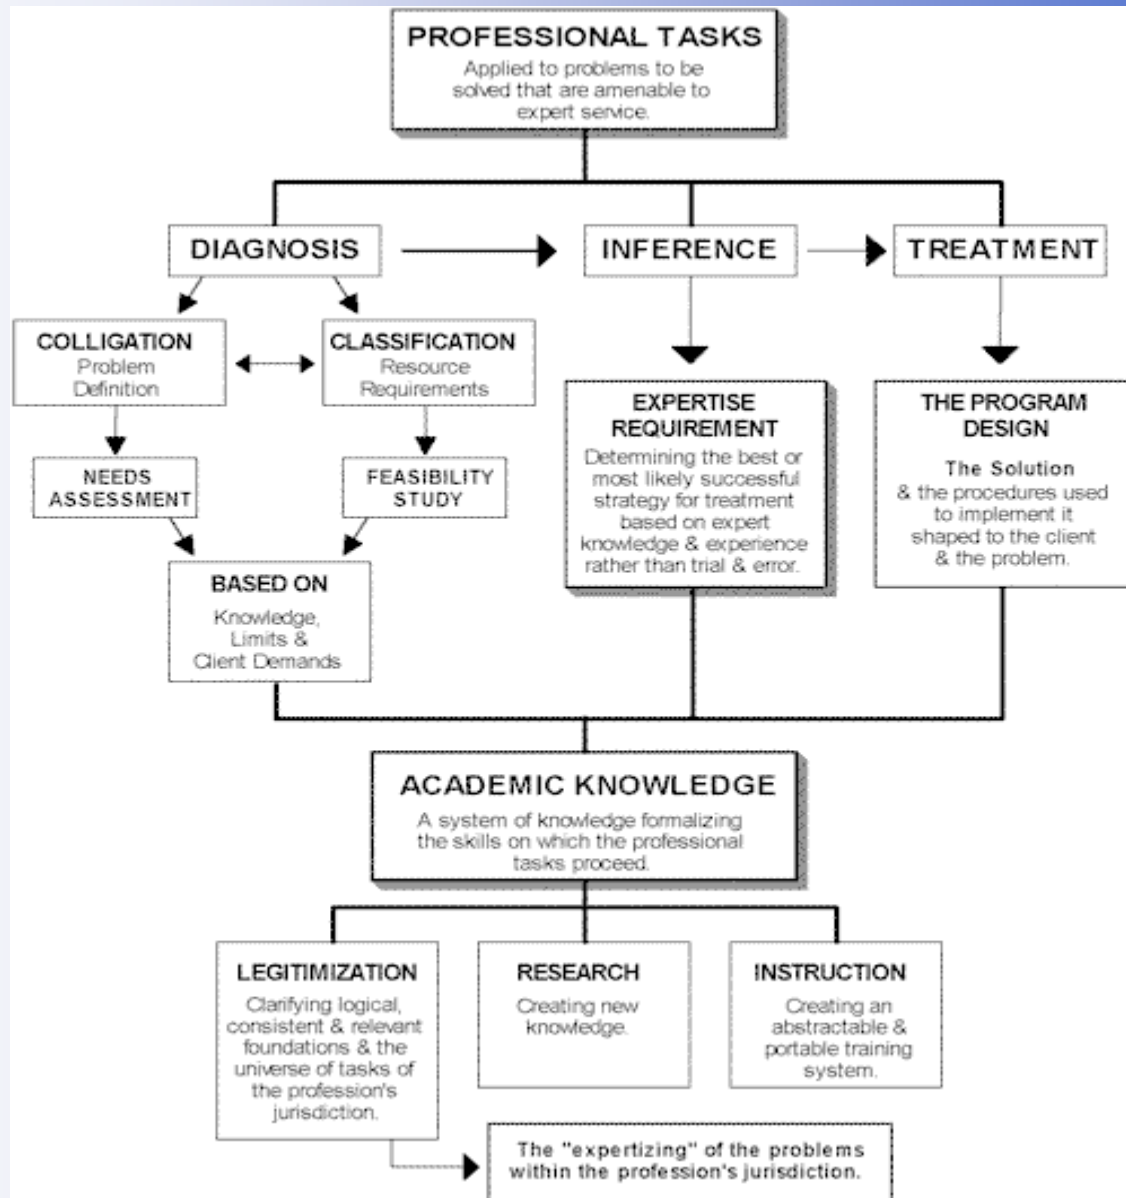 PROFESSIONAL TASKS
Applied to problems to be
solved that are amenable to
expert service.
DIAGNOSIS
INFERENCE
TREATMENT
COLLIGATION
Problem
Definition
CLASSIFICATION
Resource
Requirements
NEEDS
ASSESSMENT
FEASIBILITY
STUDY
BASED ON
Knowledge,
Limits &
Client Demands
EXPERTISE
REQUIREMENT
Determining the best or
most likely successful
strategy for treatment
based on expert
knowledge & experience
rather than trial & error.
THE PROGRAM
DESIGN
The Solution
& the procedures used
to implement it
shaped to the client
& the problem.
ACADEMIC KNOWLEDGE
A system of knowledge formalizing
the skills on which the professional
tasks proceed.
LEGITIMIZATION
Clarifying logical,
consistent & relevant
foundations & the
universe of tasks of
the profession's
jurisdiction.
RESEARCH
Creating new
knowledge.
INSTRUCTION
Creating an
abstractable &
portable training
system.
The "expertizing" of the problems
within the profession's jurisdiction.